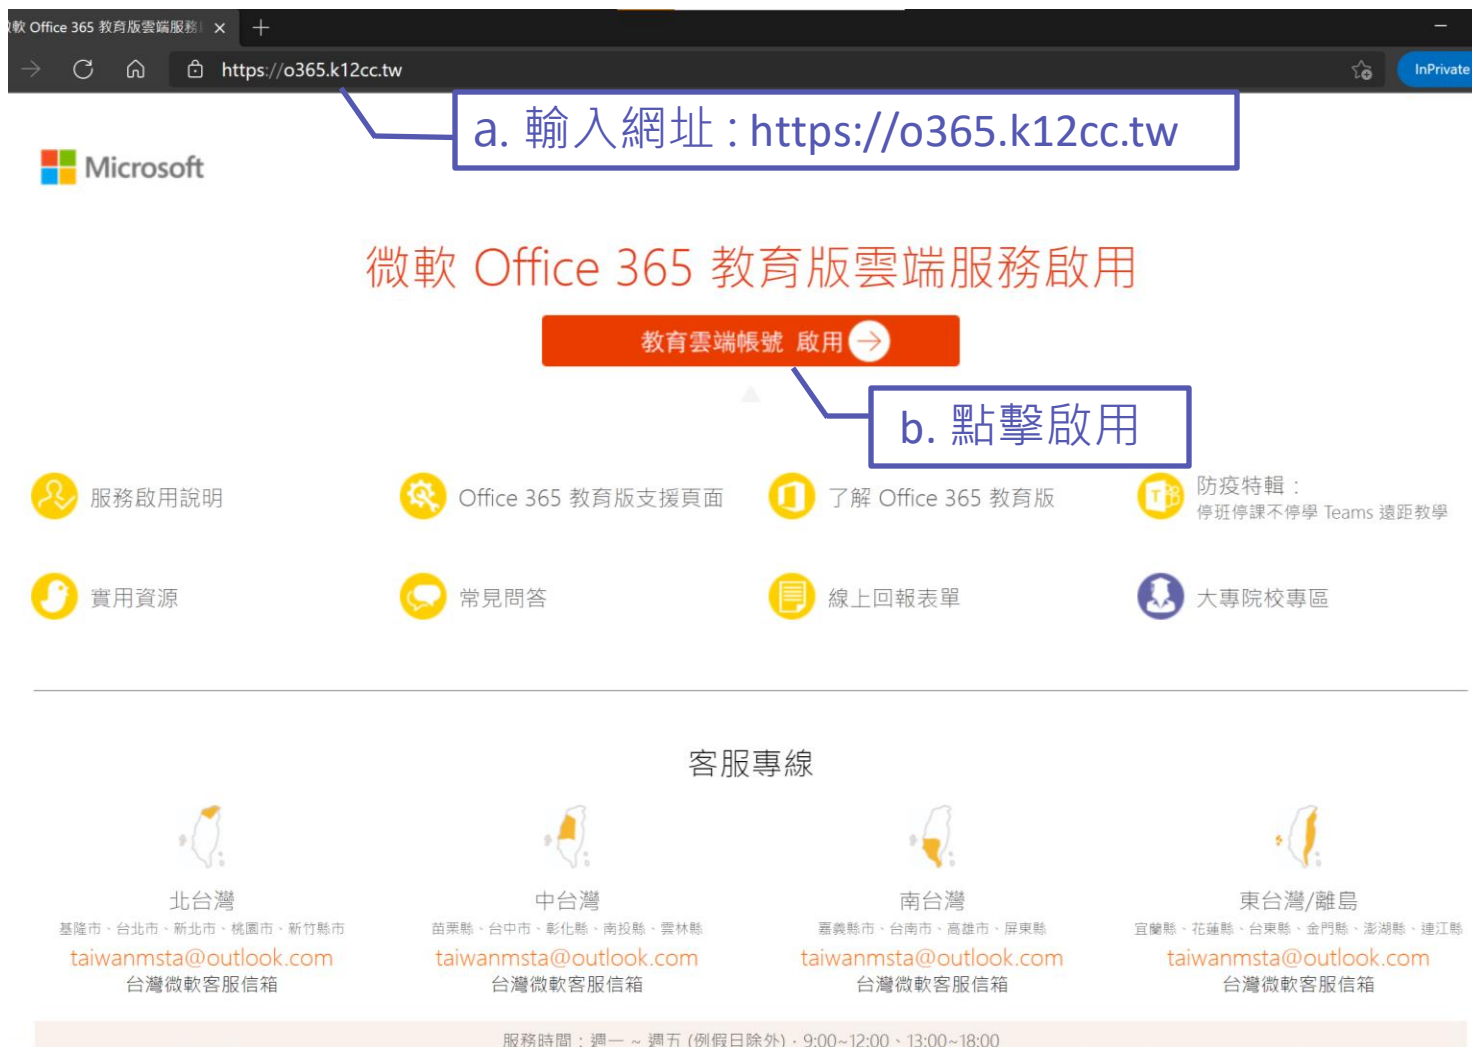 軟 Office 365 教育版雲端服務
https://o365.k12cc.tw
InPrivate
a. 輸入網址 : https://o365.k12cc.tw
Microsoft
微軟 Office 365 教育版雲端服務啟用
教育雲端帳號 啟用
b. 點擊啟用
服務啟用說明
Office 365 教育版支援頁面
了解 Office 365 教育版
防疫特輯 :
停班停課不停學 Teams 遠距教學
實用資源
常見問答
線上回報表單
大專院校專區
客服專線
北台灣
基隆市、台北市、新北市、桃園市、新竹縣市
taiwanmsta@outlook.com
台灣微軟客服信箱
中台灣
苗栗縣、台中市、彰化縣、南投縣、雲林縣
taiwanmsta@outlook.com
台灣微軟客服信箱
南台灣
嘉義縣市、台南市、高雄市、屏東縣
taiwanmsta@outlook.com
台灣微軟客服信箱
東台灣/離島
宜蘭縣、花蓮縣、台東縣、金門縣、澎湖縣、連江縣
taiwanmsta@outlook.com
台灣微軟客服信箱
服務時間：週一 ~ 週五 (例假日除外)，9:00~12:00、13:00~18:00